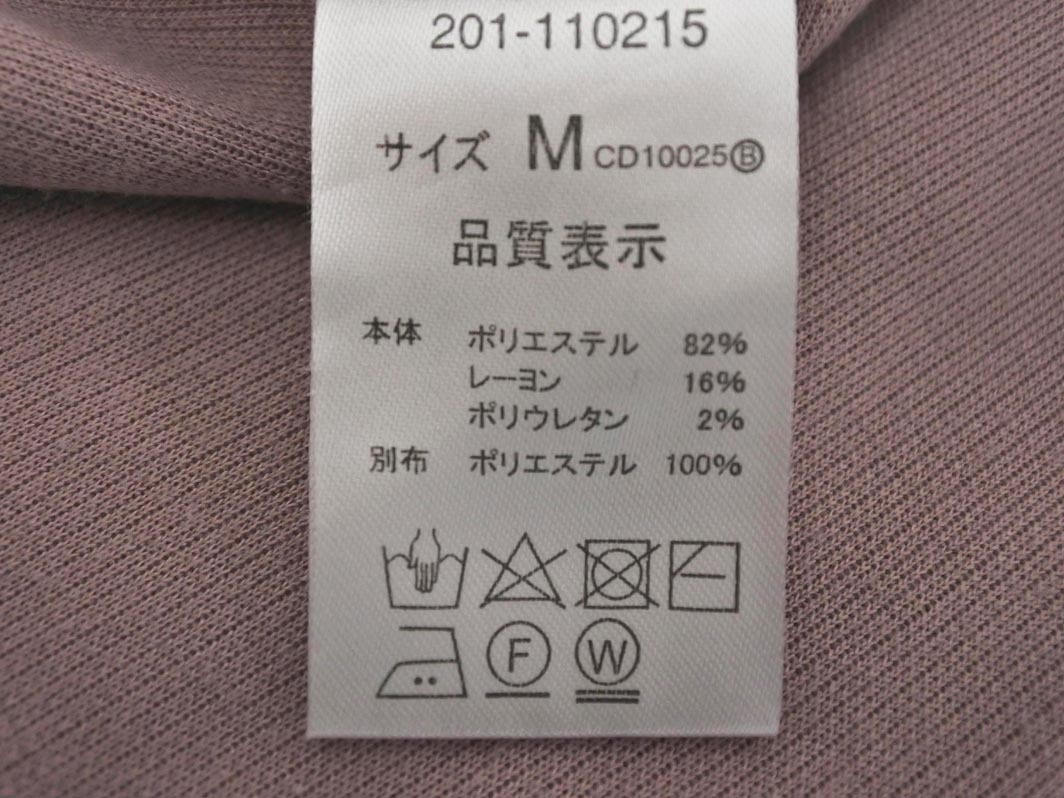 201-110215
サイズ M CD10025Ⓑ
品質表示
本体 ポリエステル 82%
レーヨン 16%
ポリウレタン 2%
別布 ポリエステル 100%
F W